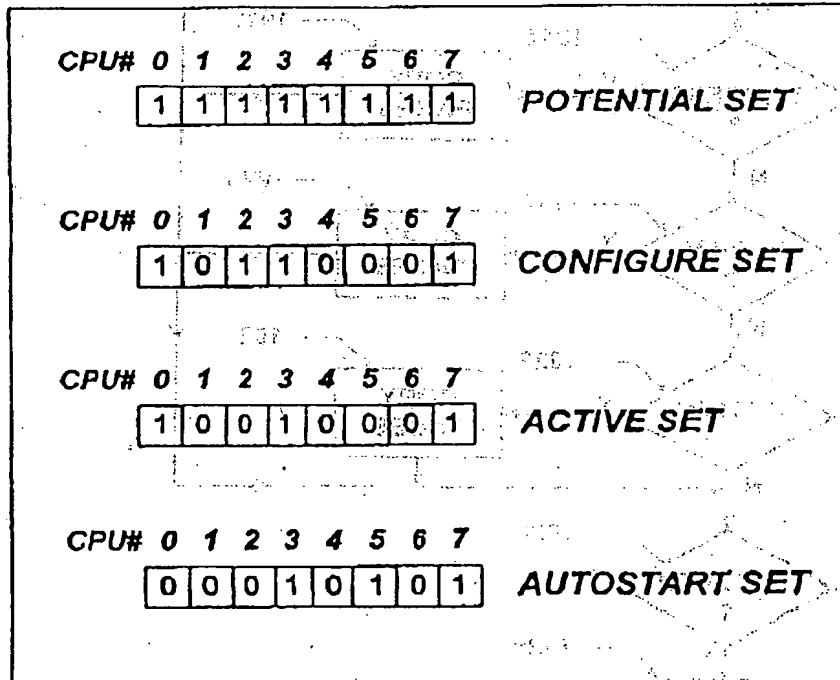 CPU# 0 1 2 3 4 5 6 7
1 1 1 1 1 1 1 1 POTENTIAL SET
CPU# 0 1 2 3 4 5 6 7
1 0 1 1 0 0 0 1 CONFIGURE SET
CPU# 0 1 2 3 4 5 6 7
1 0 0 1 0 0 0 1 ACTIVE SET
CPU# 0 1 2 3 4 5 6 7
0 0 0 1 0 1 0 1 AUTOSTART SET